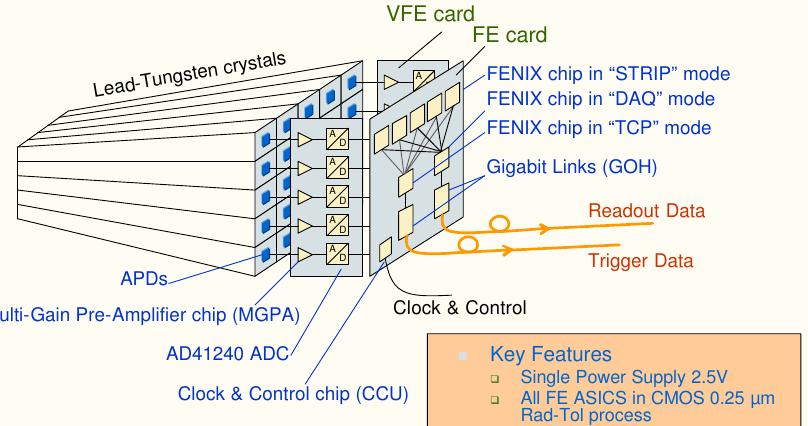 VFE card
FE card
Lead-Tungsten crystals
FENIX chip in “STRIP” mode
FENIX chip in “DAQ” mode
FENIX chip in “TCP” mode
Gigabit Links (GOH)
A
D
A
D
A
D
A
D
A
D
A
Readout Data
Trigger Data
APDs
ulti-Gain Pre-Amplifier chip (MGPA)
Clock & Control
AD41240 ADC
Clock & Control chip (CCU)
Key Features
Single Power Supply 2.5V
All FE ASICS in CMOS 0.25 µm
Rad-Tol process